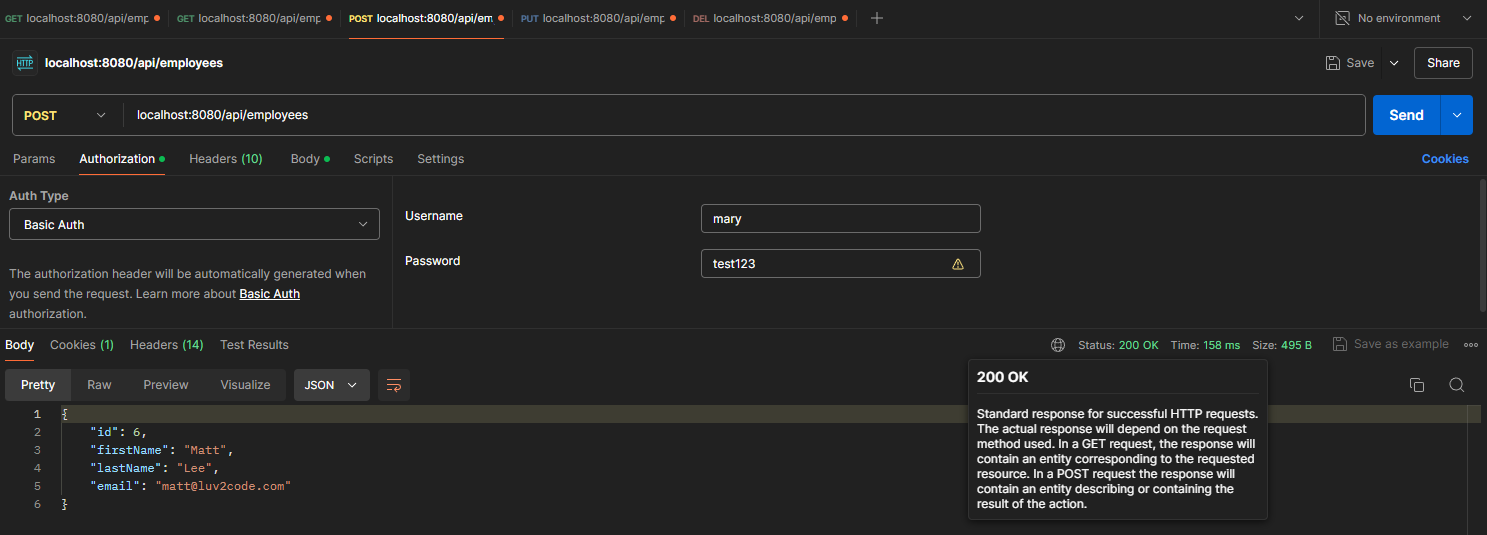 GET localhost:8080/api/emp GET localhost:8080/api/emp POST localhost:8080/api/em PUT localhost:8080/api/emp DEL localhost:8080/api/emp No environment
HTTP localhost:8080/api/employees Save Share
POST localhost:8080/api/employees Send
Params Authorization Headers (10) Body Scripts Settings Cookies
Auth Type
Basic Auth
The authorization header will be automatically generated when
you send the request. Learn more about Basic Auth
authorization.
Username mary
Password test123
Body Cookies (1) Headers (14) Test Results Status: 200 OK Time: 158 ms Size: 495 B Save as example
Pretty Raw Preview Visualize JSON
200 OK
Standard response for successful HTTP requests.
The actual response will depend on the request
method used. In a GET request, the response will
contain an entity corresponding to the requested
resource. In a POST request the response will
contain an entity describing or containing the
result of the action.
1 {
2 "id": 6,
3 "firstName": "Matt",
4 "lastName": "Lee",
5 "email": "matt@luv2code.com"
6 }